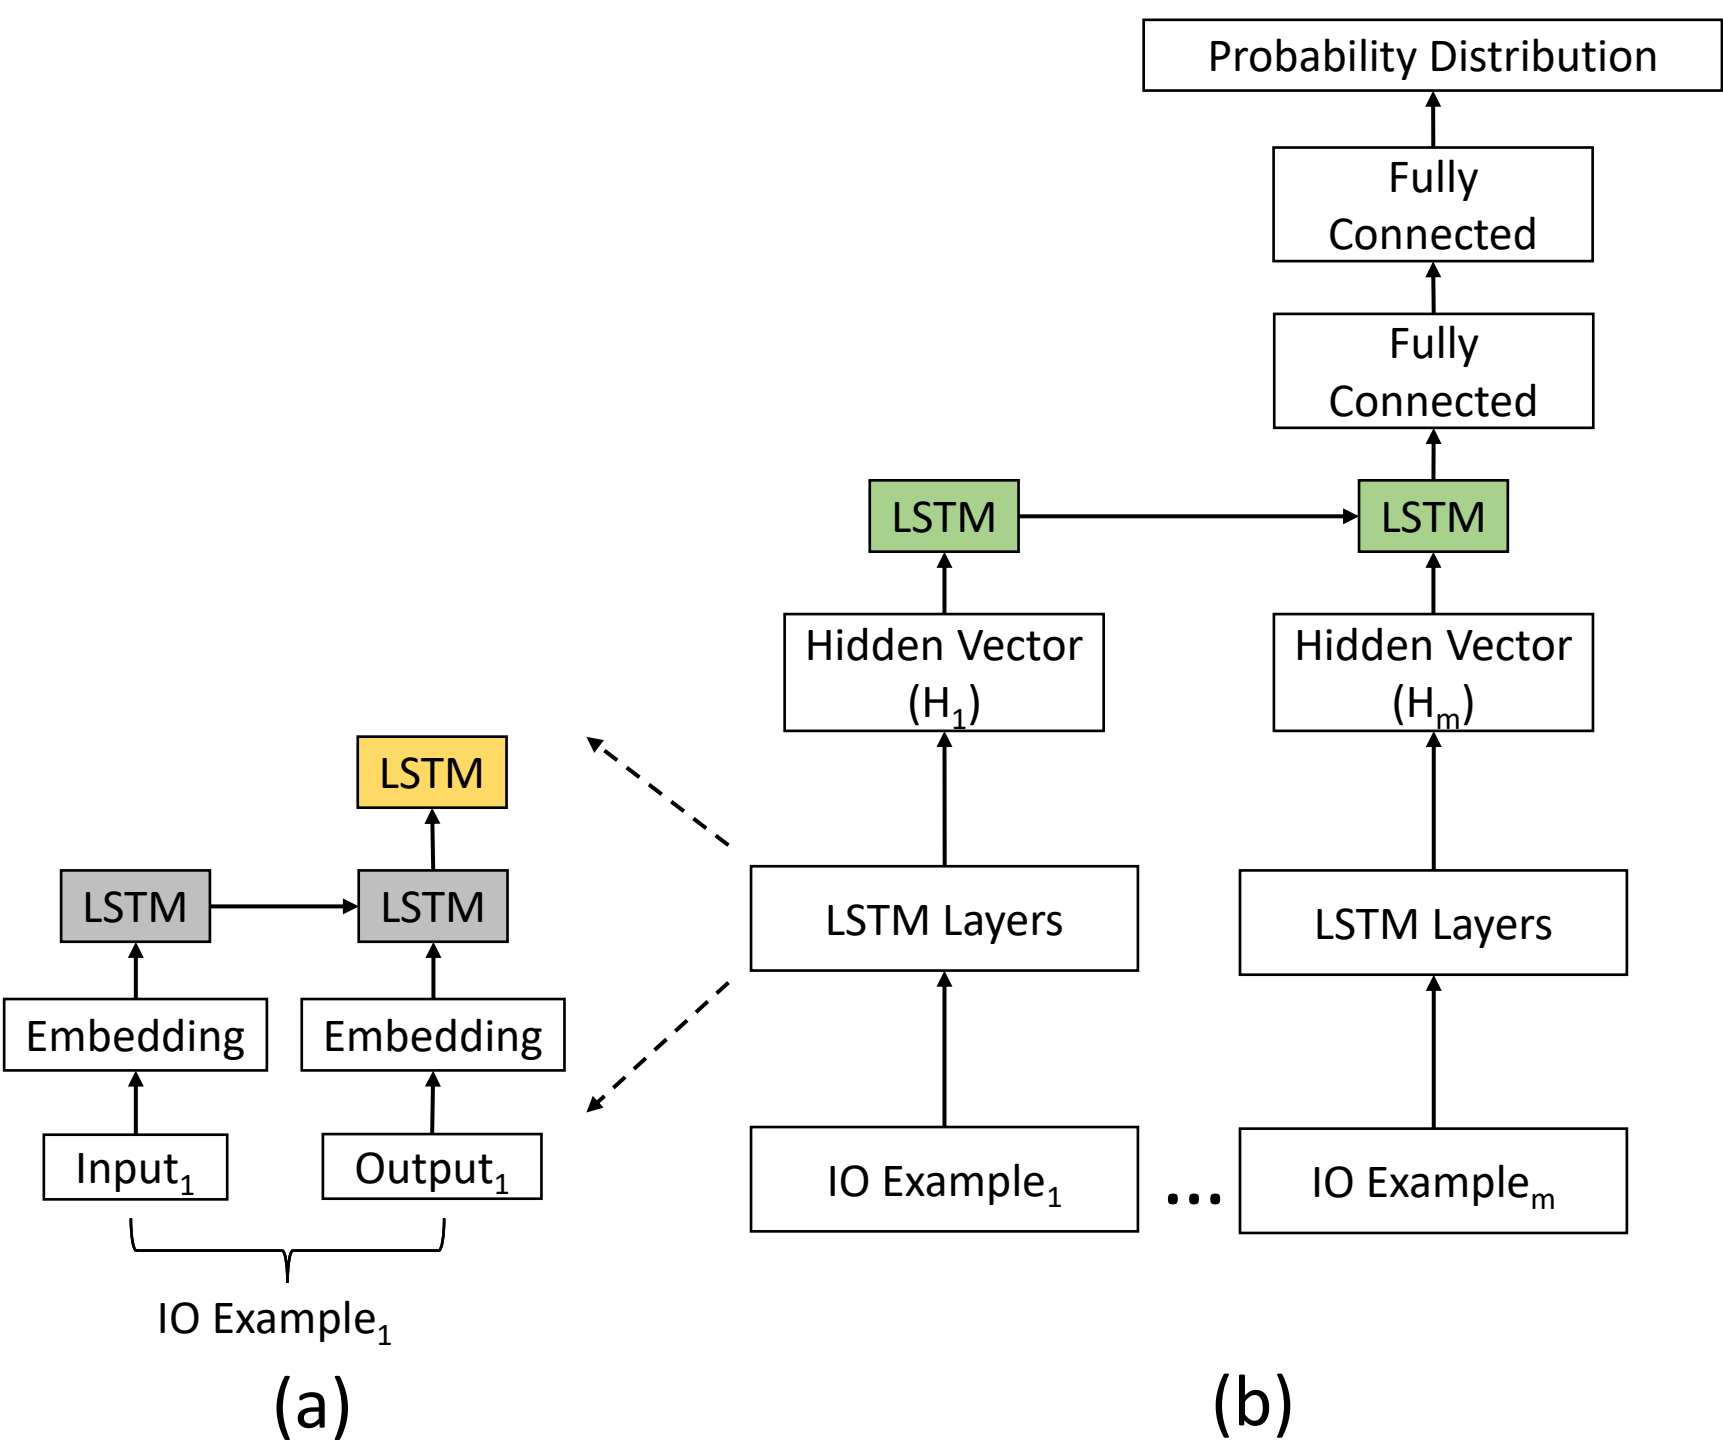 Probability Distribution
Fully
Connected
Fully
Connected
LSTM
LSTM
Hidden Vector
(H₁)
Hidden Vector
(Hₘ)
LSTM
LSTM
LSTM
LSTM Layers
LSTM Layers
Embedding
Embedding
Input₁
Output₁
IO Example₁
...
IO Exampleₘ
IO Example₁
(a)
(b)